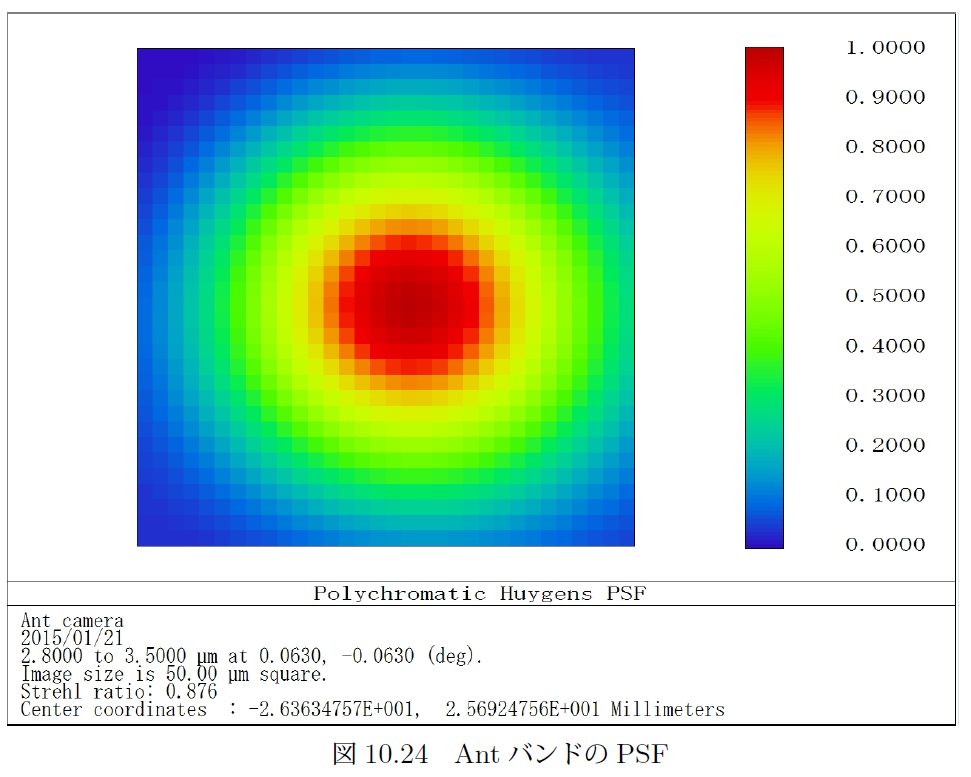 1.0000
0.9000
0.8000
0.7000
0.6000
0.5000
0.4000
0.3000
0.2000
0.1000
0.0000
Polychromatic Huygens PSF
Ant camera
2015/01/21
2.8000 to 3.5000 µm at 0.0630, -0.0630 (deg).
Image size is 50.00 µm square.
Strehl ratio: 0.876
Center coordinates : -2.63634757E+001, 2.56924756E+001 Millimeters
図 10.24 Ant バンドの PSF